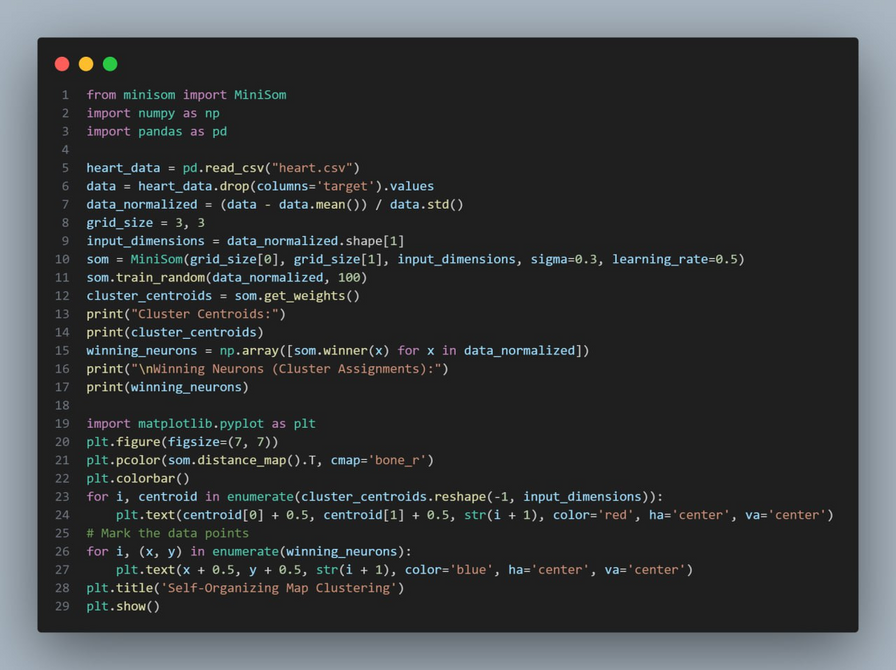 1 from minisom import MiniSom
2 import numpy as np
3 import pandas as pd
4
5 heart_data = pd.read_csv("heart.csv")
6 data = heart_data.drop(columns='target').values
7 data_normalized = (data - data.mean()) / data.std()
8 grid_size = 3, 3
9 input_dimensions = data_normalized.shape[1]
10 som = MiniSom(grid_size[0], grid_size[1], input_dimensions, sigma=0.3, learning_rate=0.5)
11 som.train_random(data_normalized, 100)
12 cluster_centroids = som.get_weights()
13 print("Cluster Centroids:")
14 print(cluster_centroids)
15 winning_neurons = np.array([som.winner(x) for x in data_normalized])
16 print("\nWinning Neurons (Cluster Assignments):")
17 print(winning_neurons)
18
19 import matplotlib.pyplot as plt
20 plt.figure(figsize=(7, 7))
21 plt.pcolor(som.distance_map().T, cmap='bone_r')
22 plt.colorbar()
23 for i, centroid in enumerate(cluster_centroids.reshape(-1, input_dimensions)):
24     plt.text(centroid[0] + 0.5, centroid[1] + 0.5, str(i + 1), color='red', ha='center', va='center')
25 # Mark the data points
26 for i, (x, y) in enumerate(winning_neurons):
27     plt.text(x + 0.5, y + 0.5, str(i + 1), color='blue', ha='center', va='center')
28 plt.title('Self-Organizing Map Clustering')
29 plt.show()